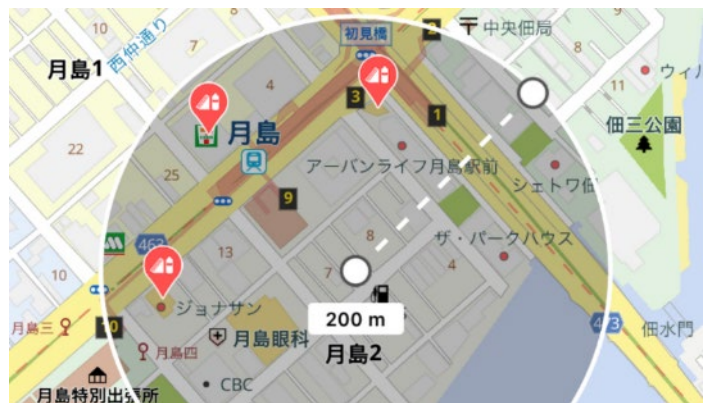 初見橋
2
中央佃局
10
西仲通り
7
8
月島1
4
3
1
11
ウィル
月島
佃三公園
22
アーバンライフ月島駅前
25
シェトワ佃
9
463
13
8
ザ・パークハウス
10
7
4
ジョナサン
200 m
月島三
10
月島四
月島眼科
月島2
473
佃水門
CBC
月島特別出張所